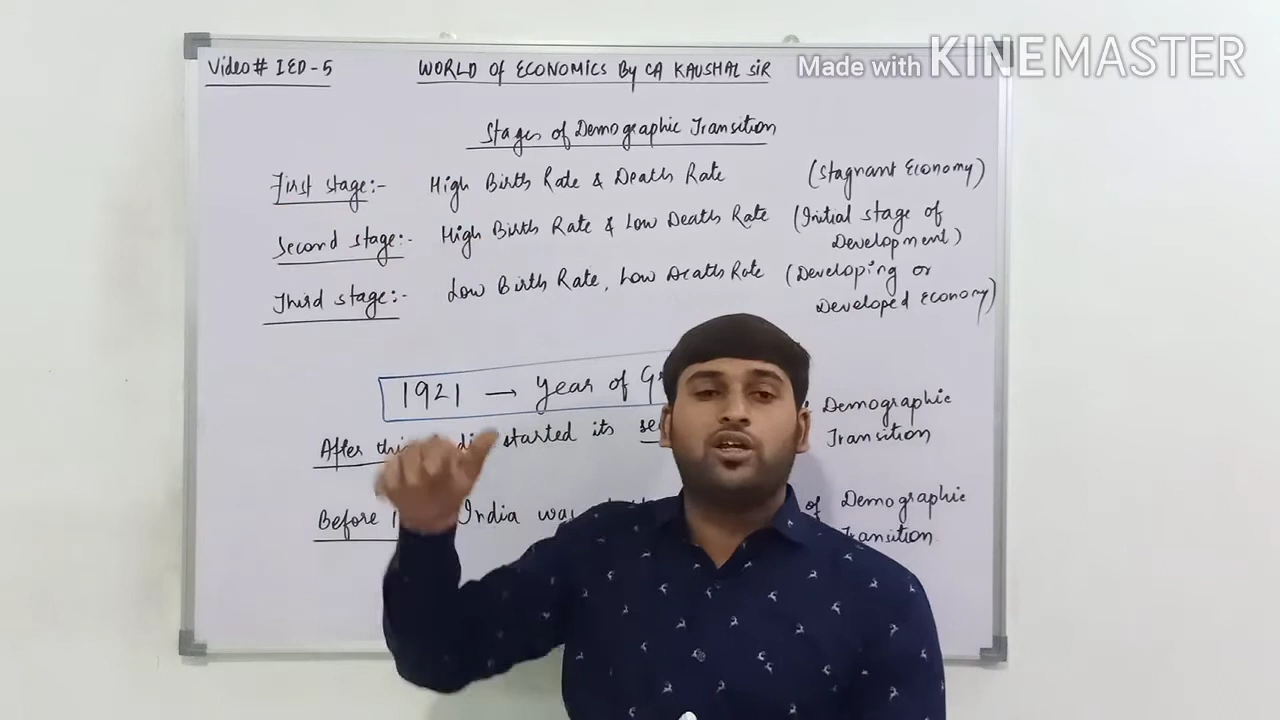 Video# IED-5 WORLD of ECONOMICS By CA KAUSHAL SIR
Made with KINEMASTER
Stages of Demographic Transition
First stage:- High Birth Rate & Death Rate (Stagnant Economy)
Second stage:- High Birth Rate & Low Death Rate (Initial stage of
Development)
Third stage:- Low Birth Rate, Low Death Rate (Developing or
Developed Economy)
1921 → Year of
After this started its Demographic
Transition
Before India was of Demographic
Transition